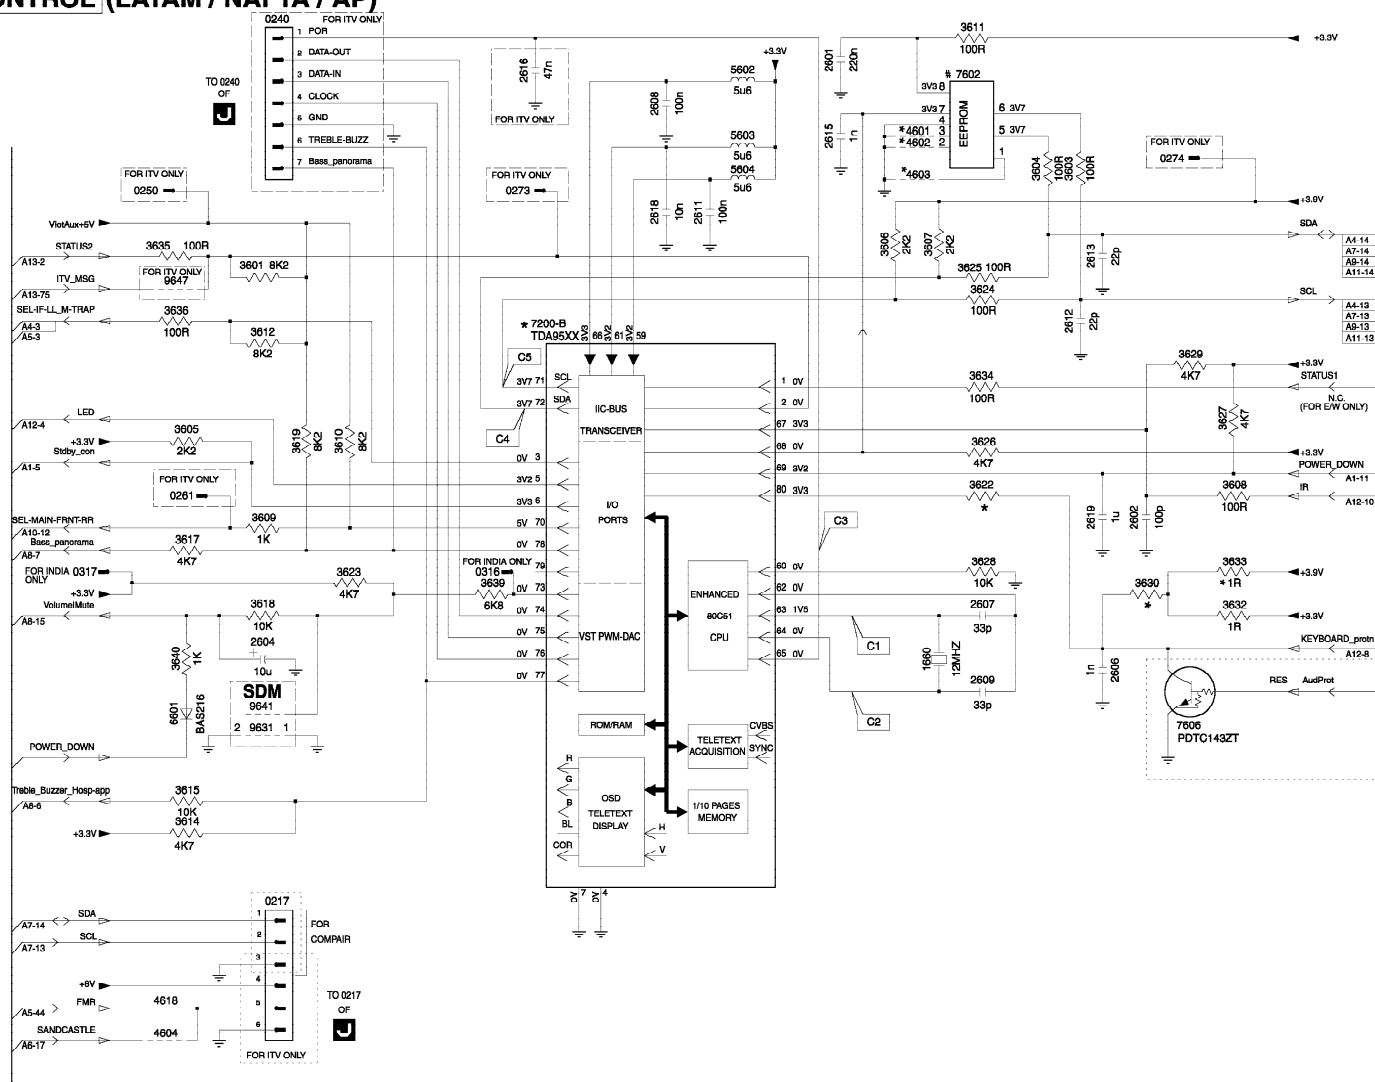 ONTROL (LATAM / NAFTA / AP)
0240
FOR ITV ONLY
1 POR
2 DATA-OUT
3 DATA-IN
4 CLOCK
5 GND
6 TREBLE-BUZZ
7 Bass_panorama
TO 0240
OF
J
2616
47n
FOR ITV ONLY
+3.3V
5602
5u6
2608
100n
5603
5u6
5604
5u6
2618
10n
2611
100n
2601
220n
2615
1n
3611
100R
+3.3V
# 7602
EEPROM
3V3 8
3V3 7
4
3
2
6 3V7
5 3V7
1
*4601
*4602
*4603
3604
100R
3603
100R
FOR ITV ONLY
0274
+3.9V
SDA
A4-14
A7-14
A9-14
A11-14
3606
2K2
3607
2K2
2613
22p
3625 100R
3624
100R
SCL
A4-13
A7-13
A9-13
A11-13
2612
22p
FOR ITV ONLY
0250
FOR ITV ONLY
0273
VlotAux+5V
STATUS2
A13-2
3635 100R
3601 8K2
ITV_MSG
A13-75
FOR ITV ONLY
9647
SEL-IF-LL_M-TRAP
A4-3
A5-3
3636
100R
3612
8K2
* 7200-B
TDA95XX
3V3 66
3V2 61
3V2 59
C5
C4
3V7 71 SCL
3V7 72 SDA
IIC-BUS
TRANSCEIVER
1 0V
2 0V
67 3V3
68 0V
69 3V2
80 3V3
3634
100R
3629
4K7
+3.3V
STATUS1
N.C.
(FOR E/W ONLY)
3627
4K7
3626
4K7
+3.3V
POWER_DOWN
A1-11
3622
*
3608
100R
IR
A12-10
2619
1u
2602
100p
LED
A12-4
+3.3V
3605
2K2
Stdby_con
A1-5
3619
8K2
3610
8K2
FOR ITV ONLY
0261
SEL-MAIN-FRNT-RR
A10-12
3609
1K
Bass_panorama
A8-7
3617
4K7
0V 3
3V2 5
3V3 6
5V 70
0V 78
79
0V 73
0V 74
0V 75
0V 76
0V 77
I/O
PORTS
VST PWM-DAC
FOR INDIA ONLY
0316
3639
6K8
FOR INDIA
ONLY
0317
+3.3V
3623
4K7
VolumeMute
A8-15
3618
10K
2604
10u
3640
1K
6601
BAS216
SDM
9641
2 9631 1
POWER_DOWN
C3
60 0V
62 0V
63 1V5
64 0V
65 0V
ENHANCED
80C51
CPU
3628
10K
2607
33p
C1
1660
12MHZ
2609
33p
C2
3633
*1R
+3.9V
3630
*
3632
1R
+3.3V
KEYBOARD_protn
A12-8
1n
2606
RES
AudProt
7606
PDTC143ZT
ROM/RAM
TELETEXT
ACQUISITION
CVBS
SYNC
1/10 PAGES
MEMORY
R
G
B
BL
COR
OSD
TELETEXT
DISPLAY
H
V
Treble_Buzzer_Hosp-app
A8-6
3615
10K
3614
4K7
+3.3V
0V 7
0V 4
0217
1
2
3
4
5
6
FOR
COMPAIR
SDA
A7-14
SCL
A7-13
+8V
FMR
A5-44
4618
SANDCASTLE
A6-17
4604
FOR ITV ONLY
TO 0217
OF
J